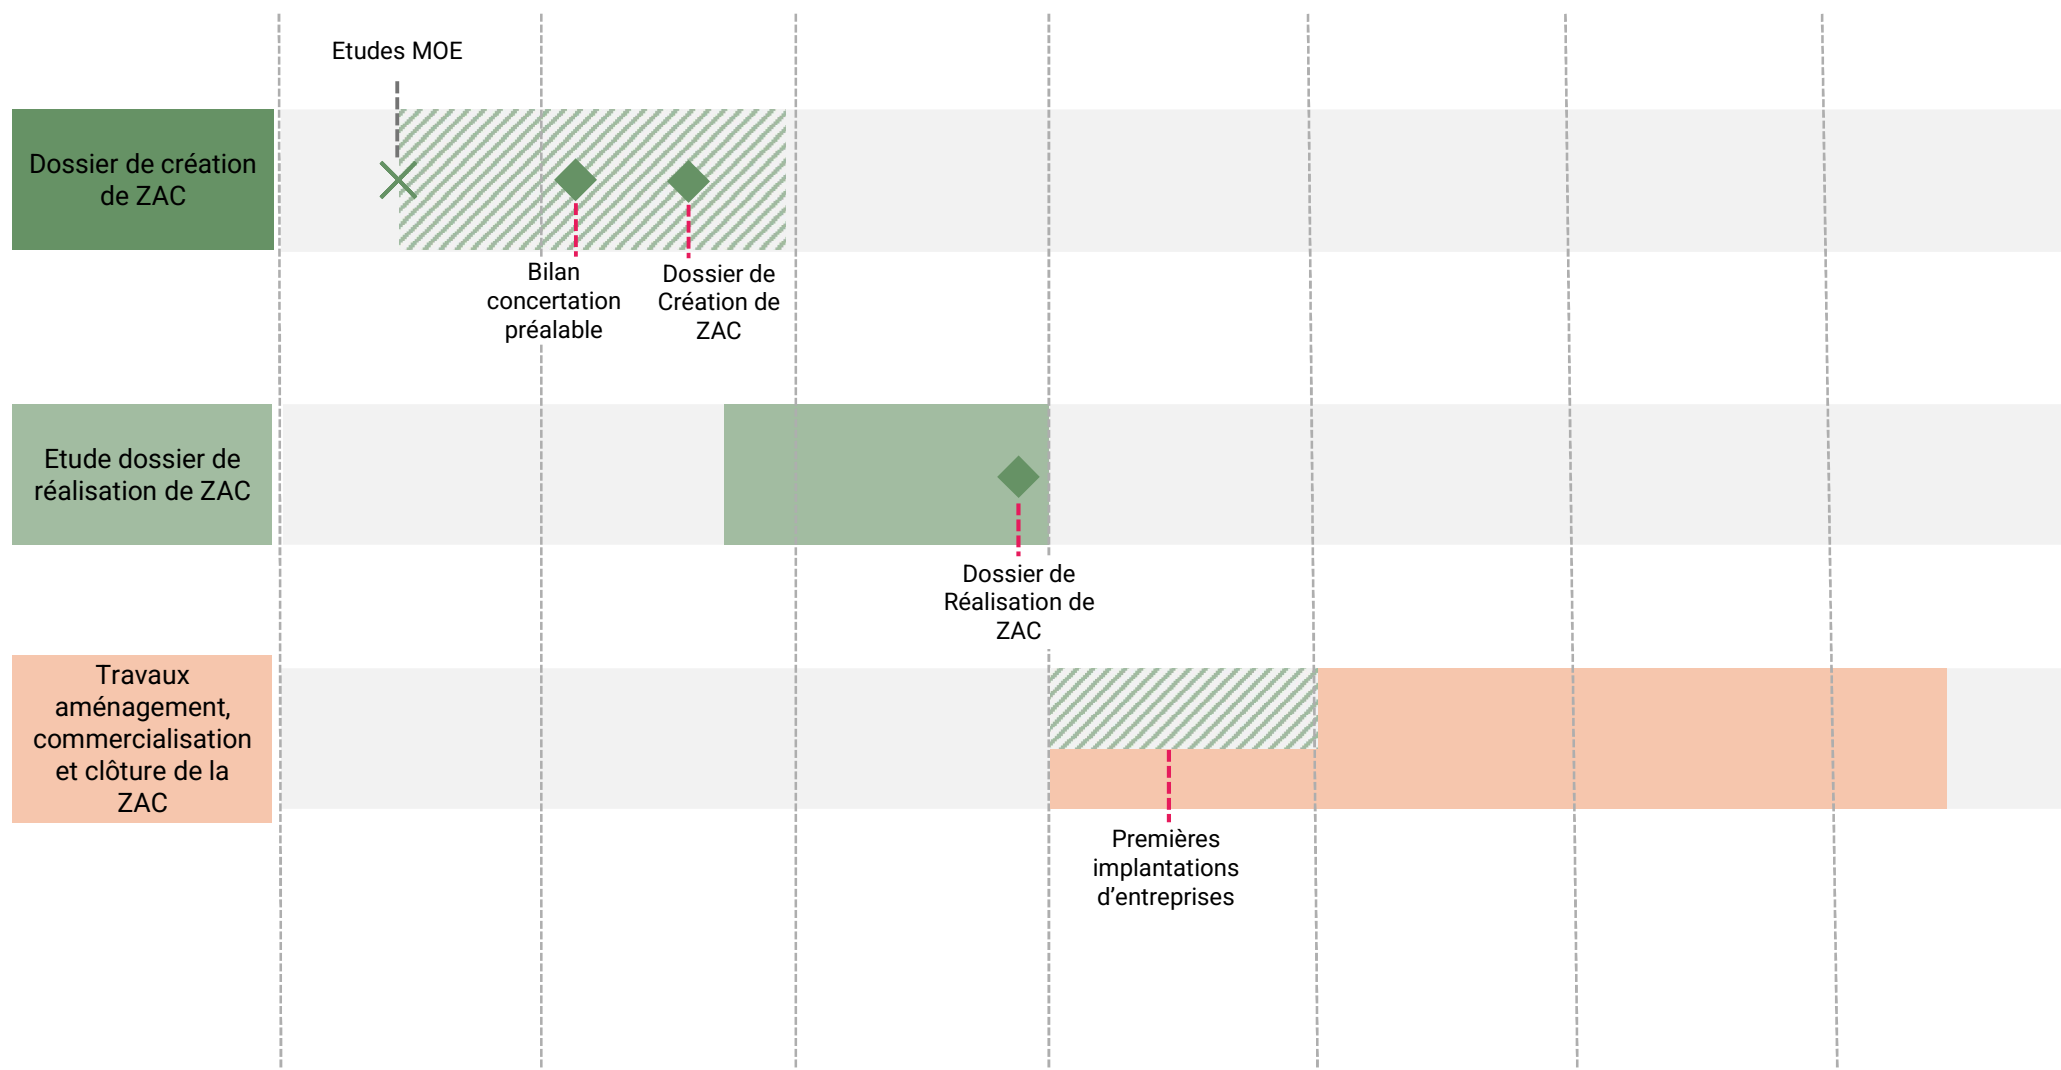 Etudes MOE
Dossier de création
de ZAC
Bilan
concertation
préalable
Dossier de
Création de
ZAC
Etude dossier de
réalisation de ZAC
Dossier de
Réalisation de
ZAC
Travaux
aménagement,
commercialisation
et clôture de la
ZAC
Premières
implantations
d’entreprises